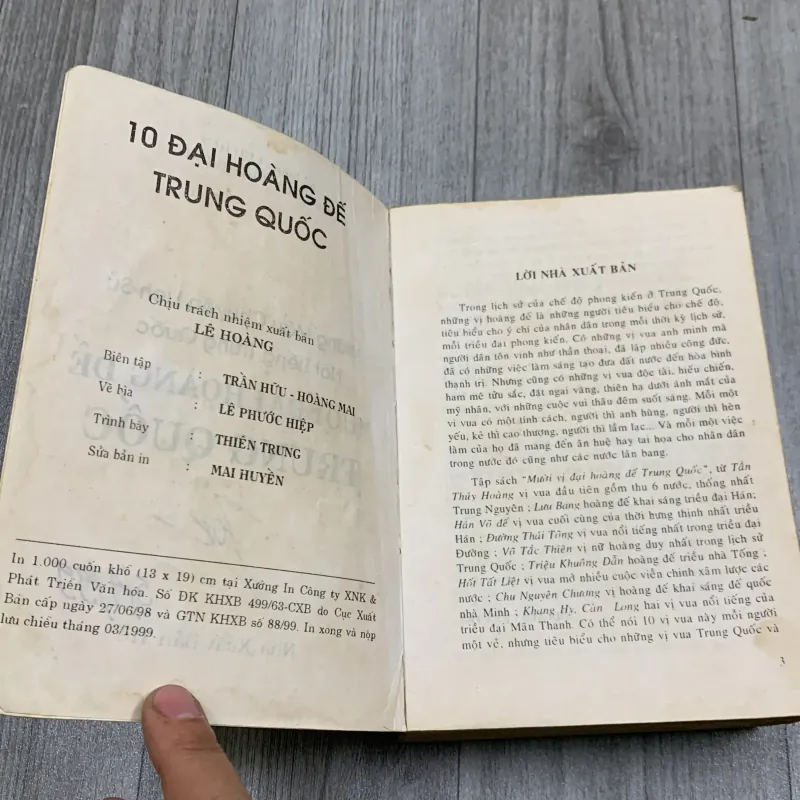 10 ĐẠI HOÀNG ĐẾ
TRUNG QUỐC
Chịu trách nhiệm xuất bản
LÊ HOÀNG
Biên tập : TRẦN HỮU - HOÀNG MAI
Vẽ bìa : LÊ PHƯỚC HIỆP
Trình bày : THIÊN TRUNG
Sửa bản in : MAI HUYỀN
In 1.000 cuốn khổ (13 x 19) cm tại Xưởng In Công ty XNK &
Phát Triển Văn hóa. Số DK KHXB 499/63-CXB do Cục Xuất
Bản cấp ngày 27/06/98 và GTN KHXB số 88/99. In xong và nộp
lưu chiểu tháng 03/1999.
LỜI NHÀ XUẤT BẢN
Trong lịch sử của chế độ phong kiến ở Trung Quốc,
những vị hoàng đế là những người tiêu biểu cho chế độ,
tiêu biểu cho ý chí của nhân dân trong mỗi thời kỳ lịch sử,
mỗi triều đại phong kiến. Có những vị vua anh minh mà
người dân tôn vinh như thần thoại, đã lập nhiều công đức,
đã có những việc làm sáng tạo đưa đất nước đến hòa bình
thạnh trị. Nhưng cũng có những vị vua độc tài, hiếu chiến,
ham mê tửu sắc, đặt ngai vàng, thiên hạ dưới ánh mắt của
mỹ nhân, với những cuộc vui thâu đêm suốt sáng. Mỗi một
vị vua có một tính cách, người thì anh hùng, người thì hèn
yếu, kẻ thì cao thượng, người thì lầm lạc... Và mỗi một việc
làm của họ đã mang đến ân huệ hay tai họa cho nhân dân
trong nước đó cũng như các nước lân bang.
Tập sách "Mười vị đại hoàng đế Trung Quốc", từ Tần
Thủy Hoàng vị vua đầu tiên gồm thu 6 nước, thống nhất
Trung Nguyên ; Lưu Bang hoàng đế khai sáng triều đại Hán;
Hán Võ đế vị vua cuối cùng của thời hưng thịnh nhất triều
Hán ; Đường Thái Tông vị vua nổi tiếng nhất trong triều đại
Đường ; Võ Tắc Thiên vị nữ hoàng duy nhất trong lịch sử
Trung Quốc ; Triệu Khuông Dẫn hoàng đế triều nhà Tống ;
Hốt Tất Liệt vị vua mở nhiều cuộc viễn chinh xâm lược các
nước ; Chu Nguyên Chương vị hoàng đế khai sáng đế quốc
nhà Minh ; Khang Hy, Càn Long hai vị vua nổi tiếng của
triều đại Mãn Thanh. Có thể nói 10 vị vua này mỗi người
một vẻ, nhưng tiêu biểu cho những vị vua Trung Quốc và
3